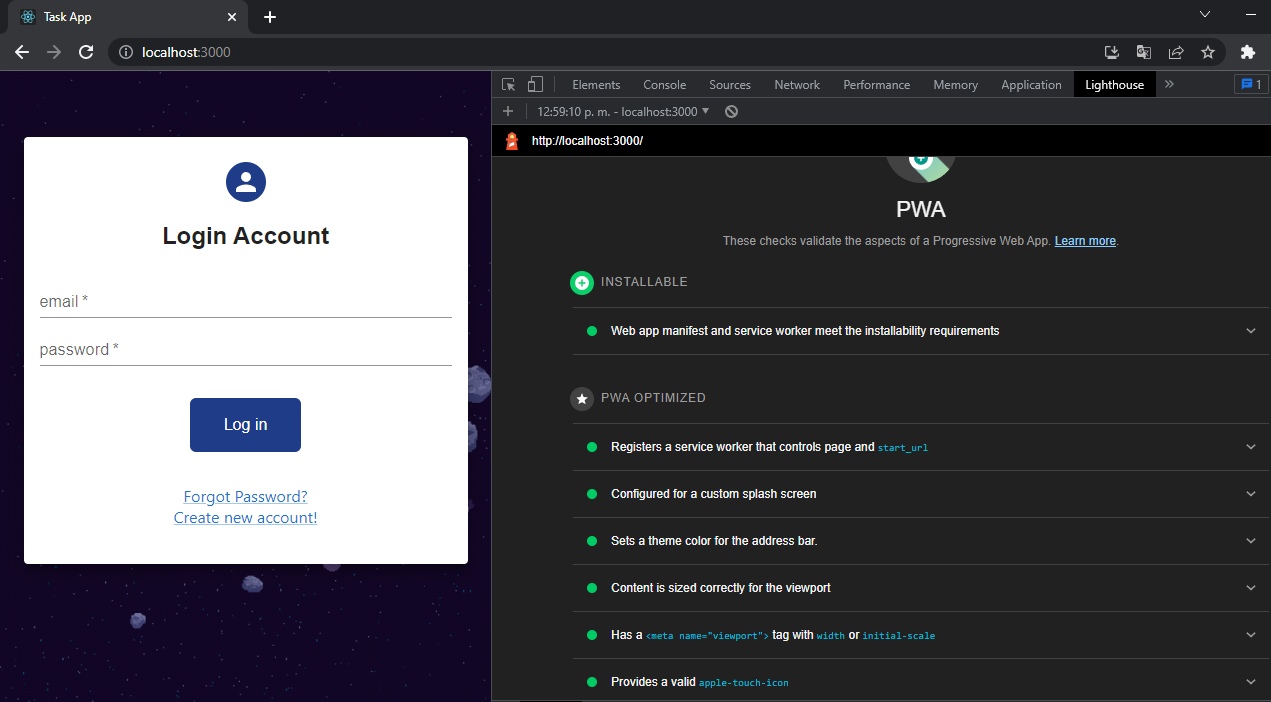 Task App
localhost:3000
Elements Console Sources Network Performance Memory Application Lighthouse 1
12:59:10 p. m. - localhost:3000
http://localhost:3000/
Login Account
email *
password *
Log in
Forgot Password?
Create new account!
PWA
These checks validate the aspects of a Progressive Web App. Learn more.
INSTALLABLE
Web app manifest and service worker meet the installability requirements
PWA OPTIMIZED
Registers a service worker that controls page and start_url
Configured for a custom splash screen
Sets a theme color for the address bar.
Content is sized correctly for the viewport
Has a <meta name="viewport"> tag with width or initial-scale
Provides a valid apple-touch-icon